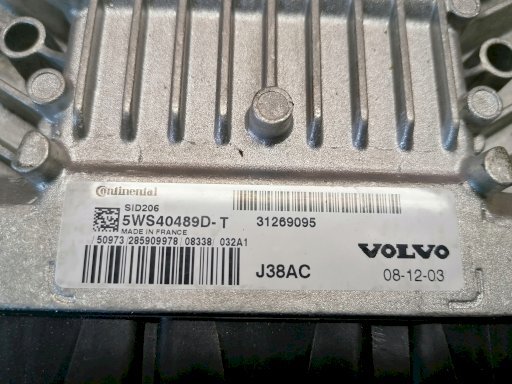 Continental
SID206
5WS40489D-T 31269095
MADE IN FRANCE
/50973/285909978/08338/032A1
VOLVO
J38AC 08-12-03